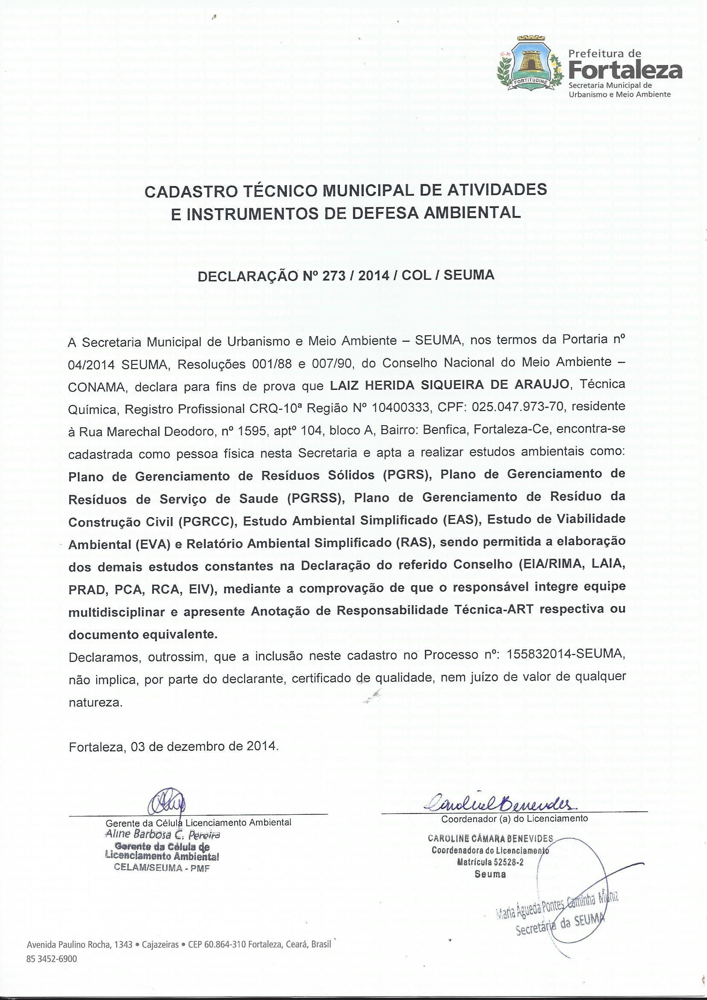 FORTITUDINE
Prefeitura de
Fortaleza
Secretaria Municipal de
Urbanismo e Meio Ambiente
CADASTRO TÉCNICO MUNICIPAL DE ATIVIDADES
E INSTRUMENTOS DE DEFESA AMBIENTAL
DECLARAÇÃO Nº 273 / 2014 / COL / SEUMA
A Secretaria Municipal de Urbanismo e Meio Ambiente – SEUMA, nos termos da Portaria nº
04/2014 SEUMA, Resoluções 001/88 e 007/90, do Conselho Nacional do Meio Ambiente –
CONAMA, declara para fins de prova que LAIZ HERIDA SIQUEIRA DE ARAUJO, Técnica
Química, Registro Profissional CRQ-10ª Região Nº 10400333, CPF: 025.047.973-70, residente
à Rua Marechal Deodoro, nº 1595, aptº 104, bloco A, Bairro: Benfica, Fortaleza-Ce, encontra-se
cadastrada como pessoa física nesta Secretaria e apta a realizar estudos ambientais como:
Plano de Gerenciamento de Resíduos Sólidos (PGRS), Plano de Gerenciamento de
Resíduos de Serviço de Saude (PGRSS), Plano de Gerenciamento de Resíduo da
Construção Civil (PGRCC), Estudo Ambiental Simplificado (EAS), Estudo de Viabilidade
Ambiental (EVA) e Relatório Ambiental Simplificado (RAS), sendo permitida a elaboração
dos demais estudos constantes na Declaração do referido Conselho (EIA/RIMA, LAIA,
PRAD, PCA, RCA, EIV), mediante a comprovação de que o responsável integre equipe
multidisciplinar e apresente Anotação de Responsabilidade Técnica-ART respectiva ou
documento equivalente.
Declaramos, outrossim, que a inclusão neste cadastro no Processo nº: 155832014-SEUMA,
não implica, por parte do declarante, certificado de qualidade, nem juízo de valor de qualquer
natureza.
Fortaleza, 03 de dezembro de 2014.
Gerente da Célula Licenciamento Ambiental
Aline Barbosa C. Pereira
Gerente da Célula de
Licenciamento Ambiental
CELAM/SEUMA - PMF
Caroline Benevides
Coordenador (a) do Licenciamento
CAROLINE CÂMARA BENEVIDES
Coordenadora do Licenciamento
Matrícula 52528-2
Seuma
Maria Águeda Pontes Caminha Muniz
Secretária da SEUMA
Avenida Paulino Rocha, 1343 • Cajazeiras • CEP 60.864-310 Fortaleza, Ceará, Brasil
85 3452-6900